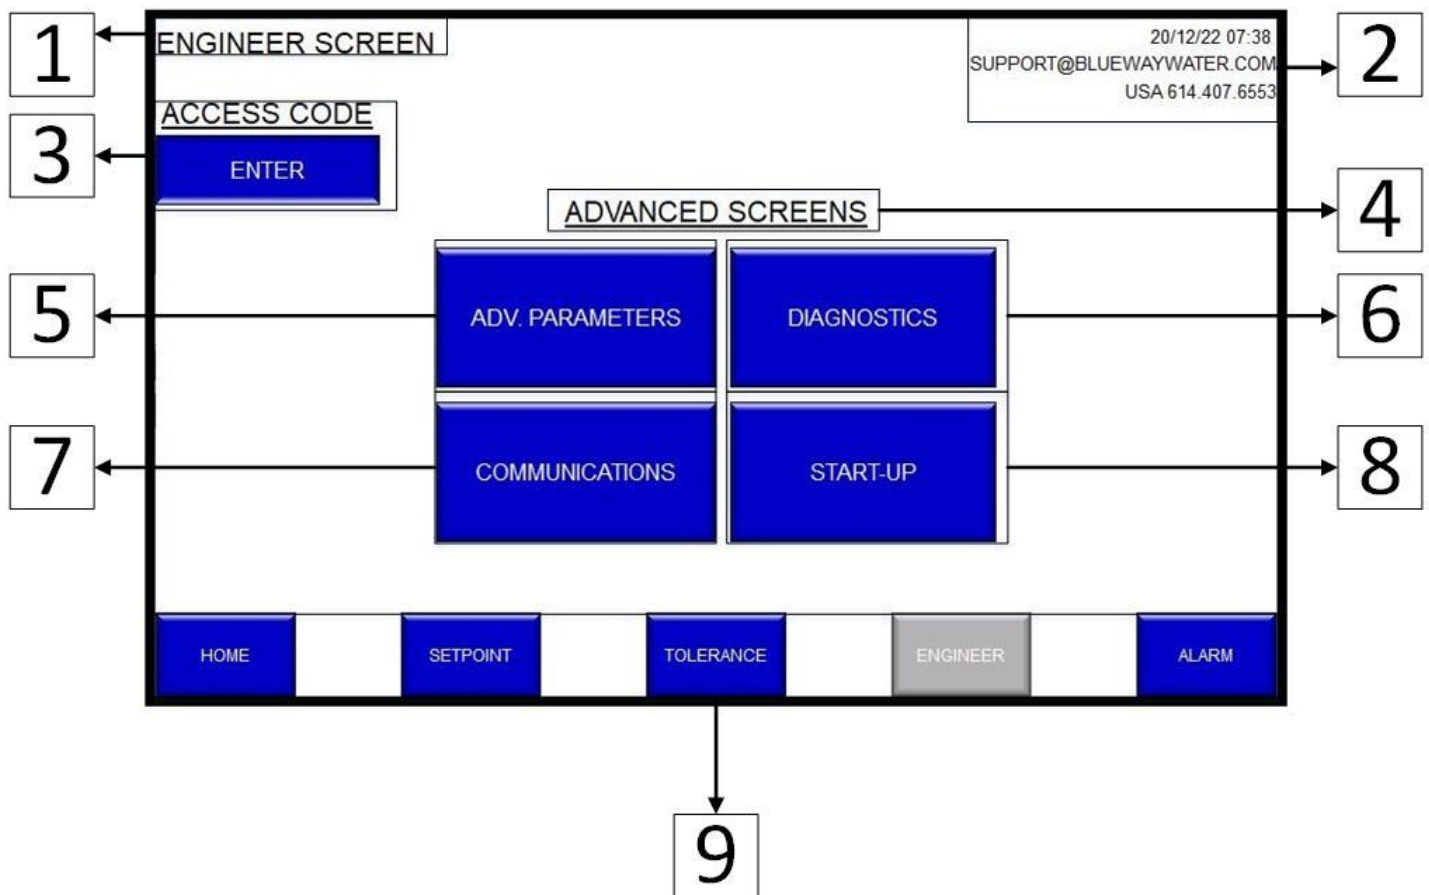 1
ENGINEER SCREEN
20/12/22 07:38
SUPPORT@BLUEWAYWATER.COM
USA 614.407.6553
2
3
ACCESS CODE
ENTER
ADVANCED SCREENS
4
5
ADV. PARAMETERS
DIAGNOSTICS
6
7
COMMUNICATIONS
START-UP
8
HOME
SETPOINT
TOLERANCE
ENGINEER
ALARM
9